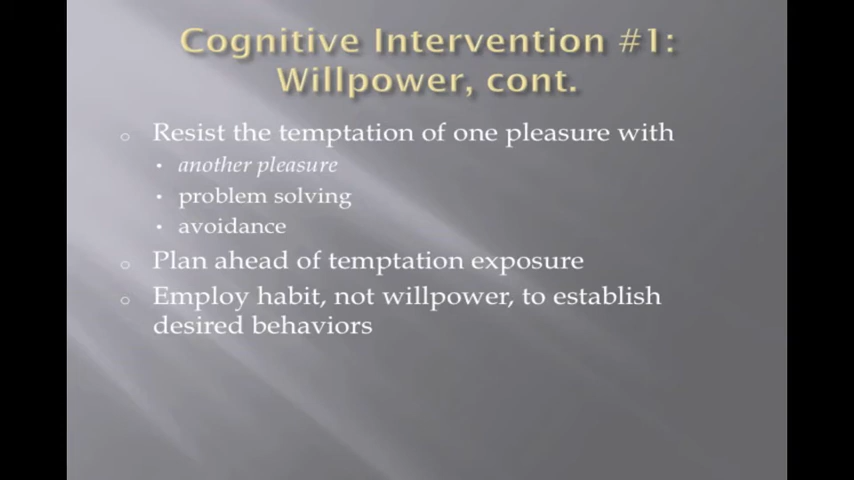 Cognitive Intervention #1:
Willpower, cont.
Resist the temptation of one pleasure with
another pleasure
problem solving
avoidance
Plan ahead of temptation exposure
Employ habit, not willpower, to establish
desired behaviors